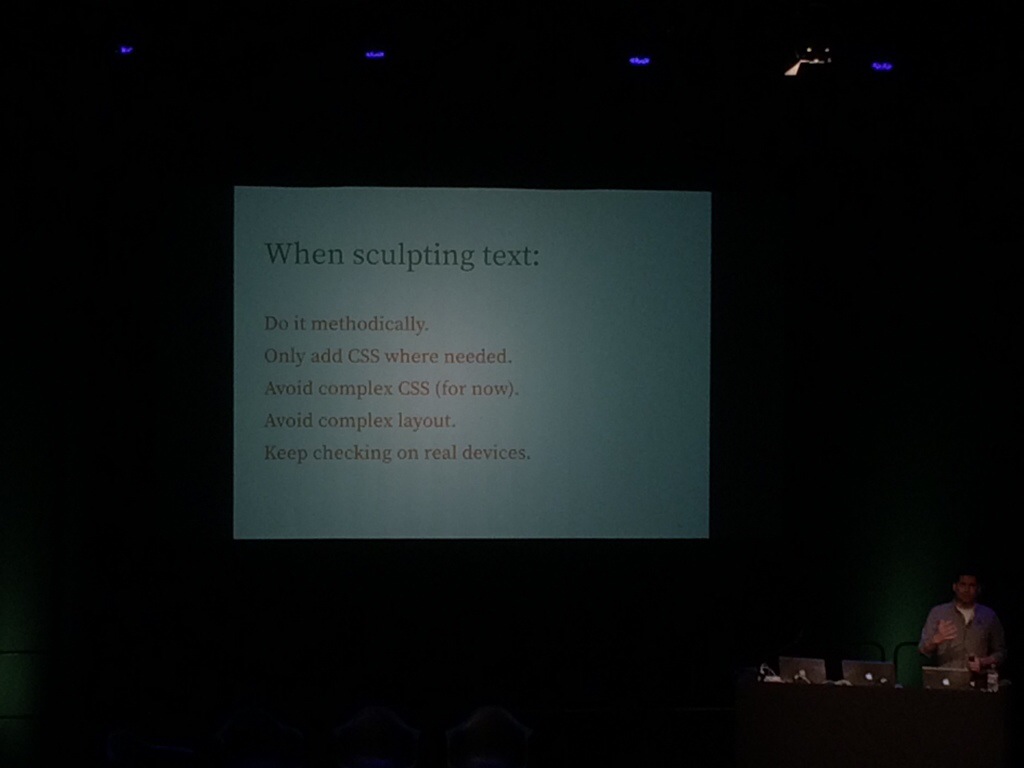 When sculpting text:
Do it methodically.
Only add CSS where needed.
Avoid complex CSS (for now).
Avoid complex layout.
Keep checking on real devices.